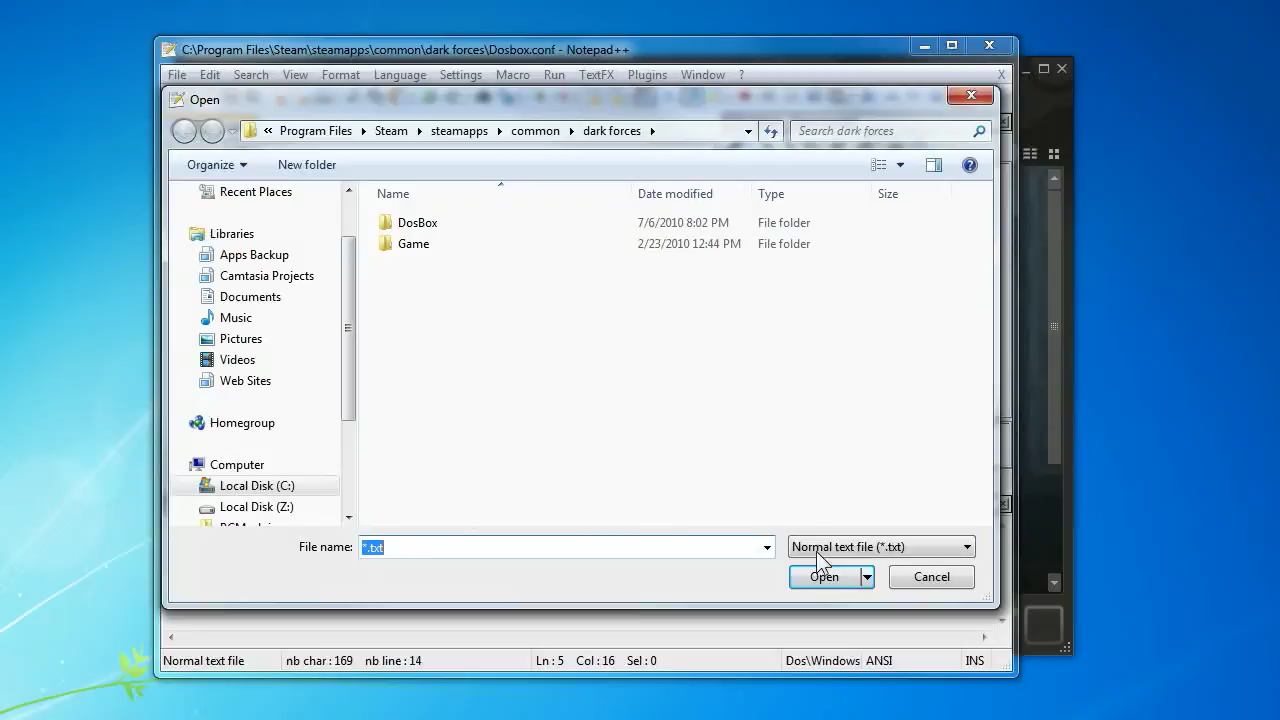 C:\Program Files\Steam\steamapps\common\dark forces\Dosbox.conf - Notepad++
File Edit Search View Format Language Settings Macro Run TextFX Plugins Window ? X
Open
« Program Files Steam steamapps common dark forces Search dark forces
Organize New folder
Recent Places
Name Date modified Type Size
DosBox 7/6/2010 8:02 PM File folder
Game 2/23/2010 12:44 PM File folder
Libraries
Apps Backup
Camtasia Projects
Documents
Music
Pictures
Videos
Web Sites
Homegroup
Computer
Local Disk (C:)
Local Disk (Z:)
File name: *.txt Normal text file (*.txt)
Open Cancel
Normal text file nb char : 169 nb line : 14 Ln : 5 Col : 16 Sel : 0 Dos\Windows ANSI INS